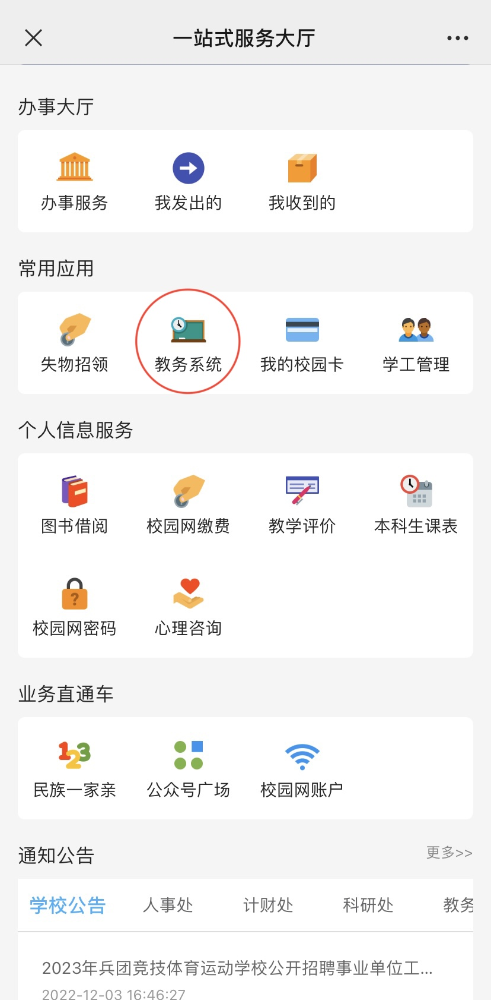 一站式服务大厅
办事大厅
办事服务 我发出的 我收到的
常用应用
失物招领 教务系统 我的校园卡 学工管理
个人信息服务
图书借阅 校园网缴费 教学评价 本科生课表
校园网密码 心理咨询
业务直通车
民族一家亲 公众号广场 校园网账户
通知公告 更多>>
学校公告 人事处 计财处 科研处 教务
2023年兵团竞技体育运动学校公开招聘事业单位工...
2022-12-03 16:46:27